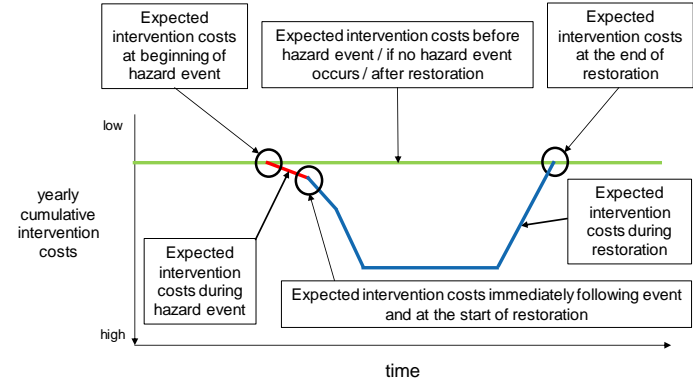 Expected
intervention costs
at beginning of
hazard event
Expected intervention costs before
hazard event / if no hazard event
occurs / after restoration
Expected
intervention costs
at the end of
restoration
low
yearly
cumulative
intervention
costs
Expected
intervention
costs during
hazard event
Expected intervention costs immediately following event
and at the start of restoration
Expected
intervention
costs during
restoration
high
time